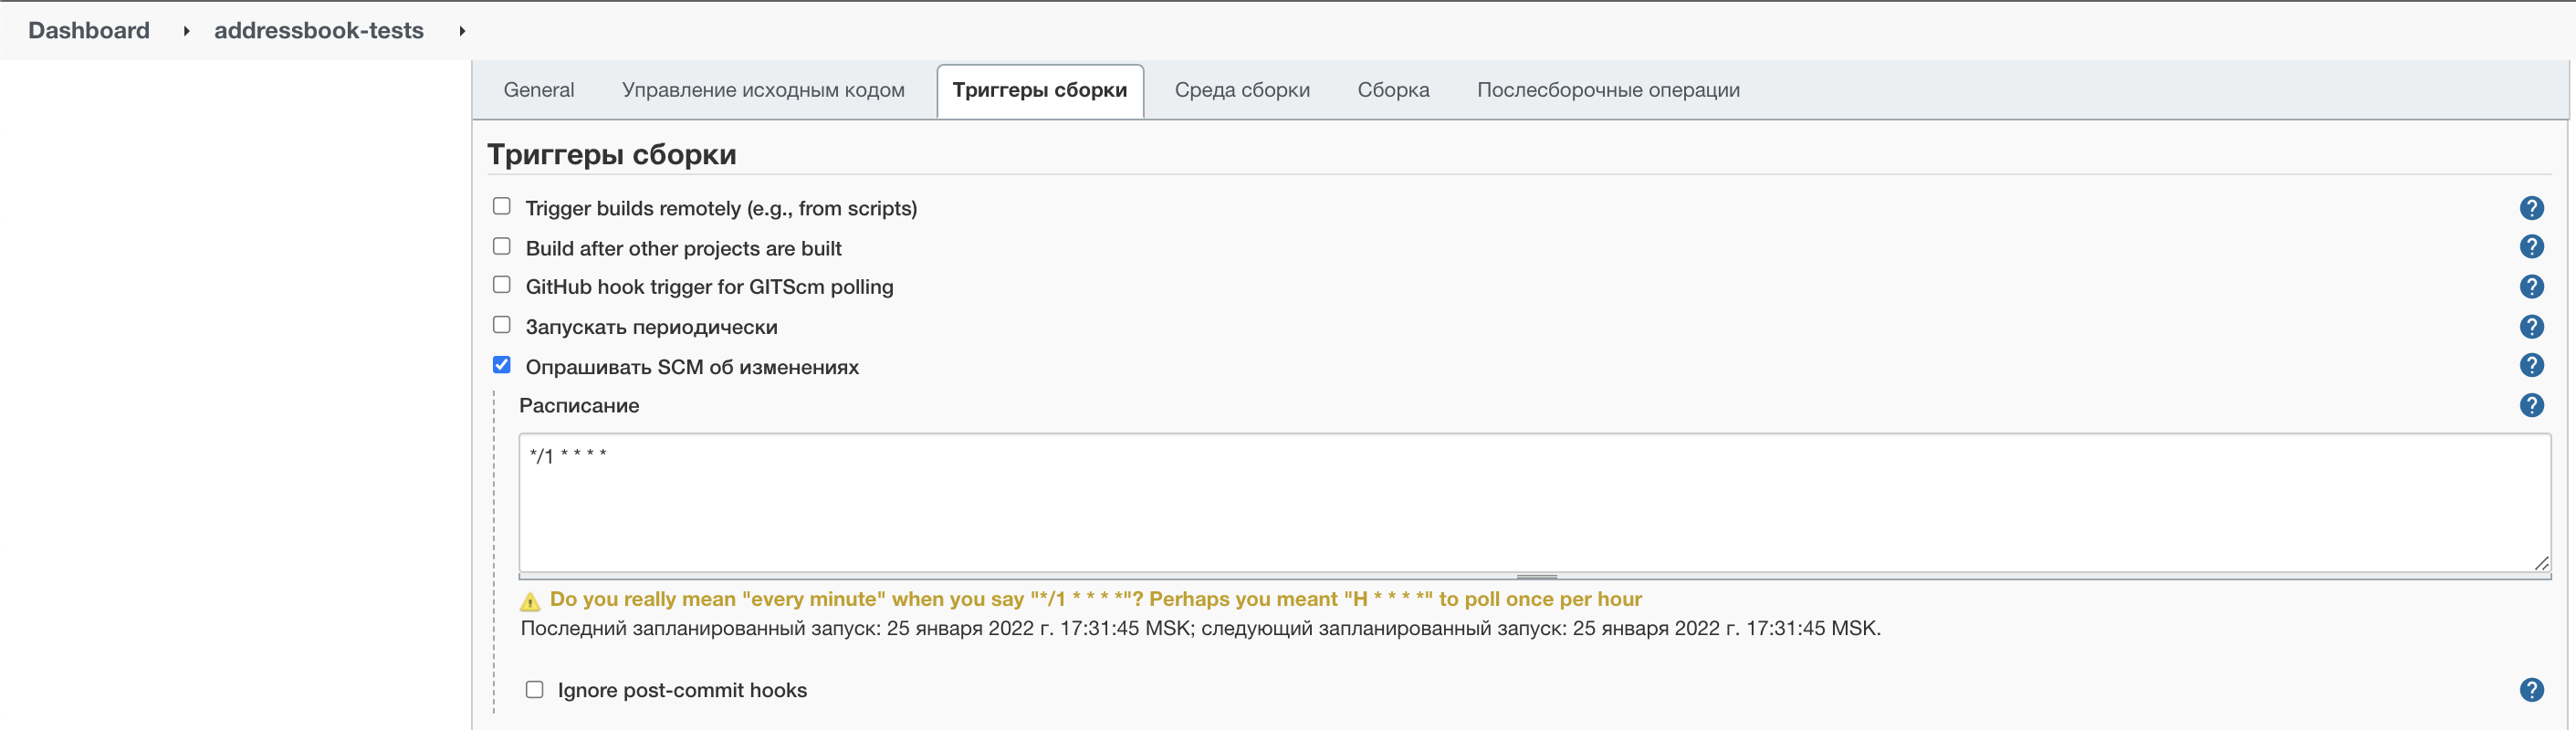 Dashboard addressbook-tests
General Управление исходным кодом Триггеры сборки Среда сборки Сборка Послесборочные операции
Триггеры сборки
Trigger builds remotely (e.g., from scripts)
Build after other projects are built
GitHub hook trigger for GITScm polling
Запускать периодически
Опрашивать SCM об изменениях
Расписание
*/1 * * * *
Do you really mean "every minute" when you say "*/1 * * * *"? Perhaps you meant "H * * * *" to poll once per hour
Последний запланированный запуск: 25 января 2022 г. 17:31:45 MSK; следующий запланированный запуск: 25 января 2022 г. 17:31:45 MSK.
Ignore post-commit hooks